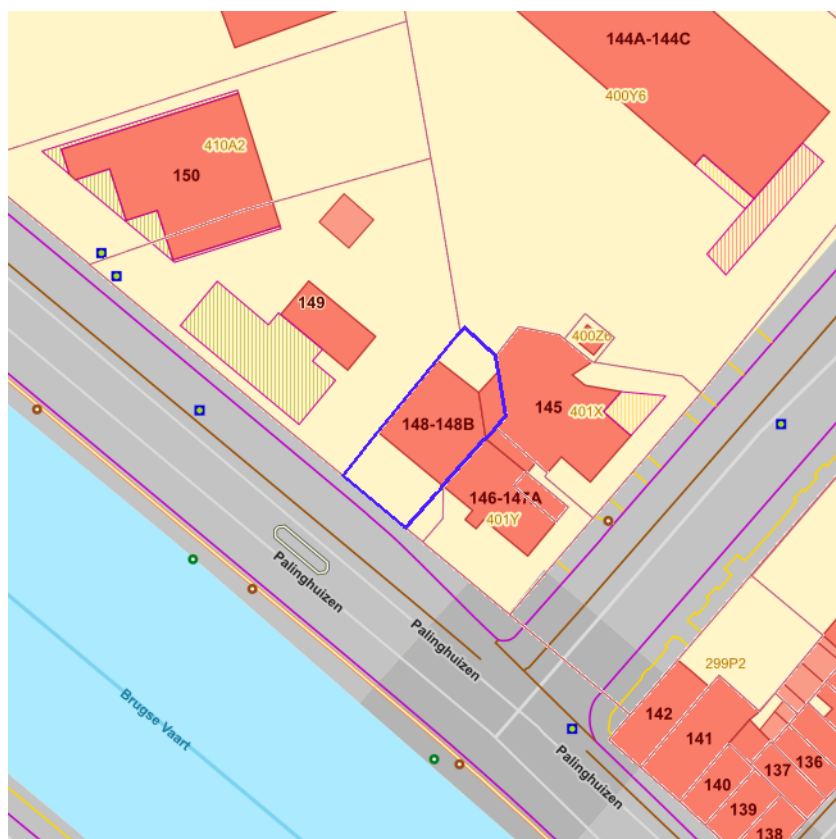 144A-144C
400Y6
410A2
150
149
400Z6
145
401X
148-148B
146-147A
401Y
Palinghuizen
Palinghuizen
299P2
Brugse Vaart
142
141
Palinghuizen
140
137
136
139
138